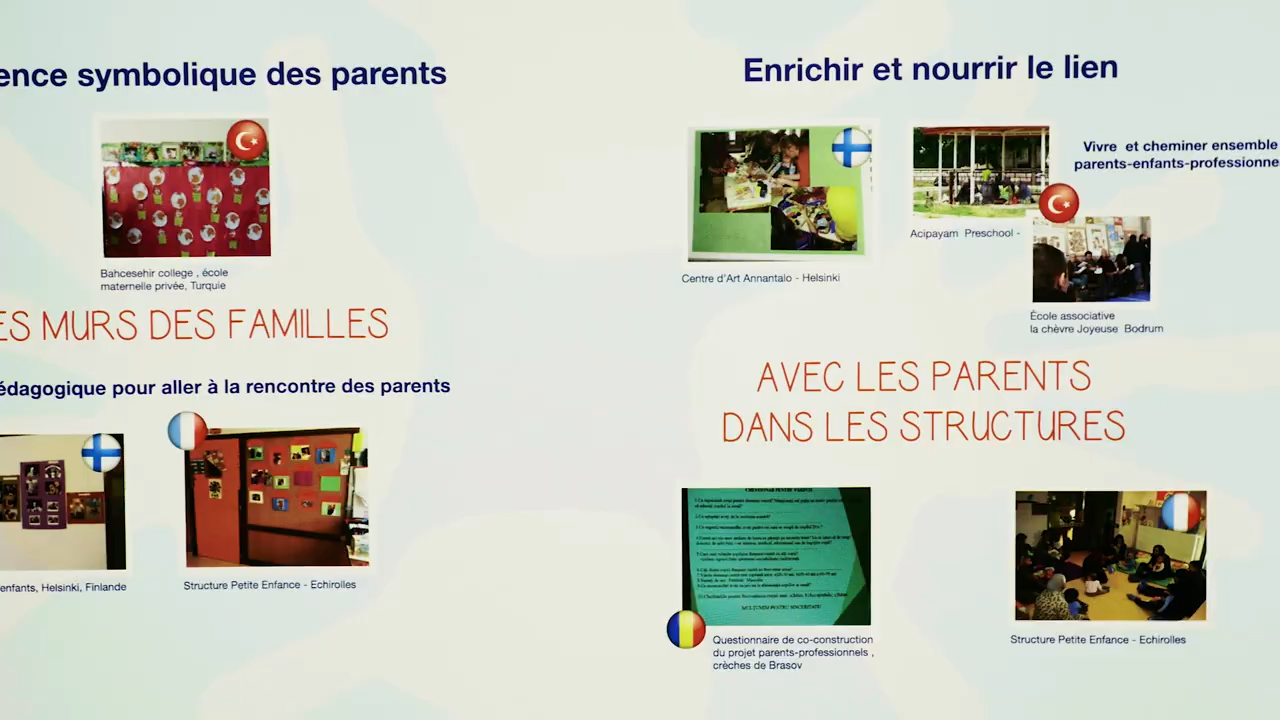 ence symbolique des parents
Bahcesehir college , école
maternelle privée, Turquie
ES MURS DES FAMILLES
édagogique pour aller à la rencontre des parents
enfants, Helsinki, Finlande
Structure Petite Enfance - Echirolles
Enrichir et nourrir le lien
Vivre et cheminer ensemble
parents-enfants-professionne
Centre d'Art Annantalo - Helsinki
Acipayam Preschool -
École associative
la chèvre Joyeuse Bodrum
AVEC LES PARENTS
DANS LES STRUCTURES
Questionnaire de co-construction
du projet parents-professionnels ,
crèches de Brasov
Structure Petite Enfance - Echirolles